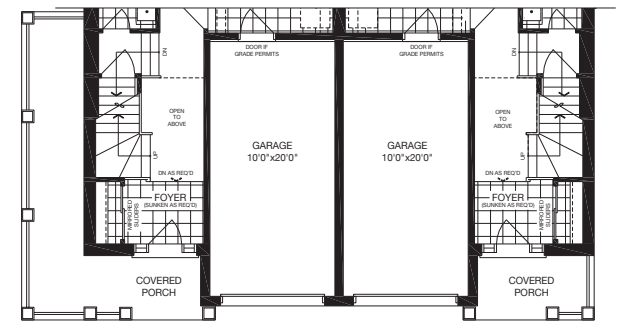 DN
DOOR IF
GRADE PERMITS
DOOR IF
GRADE PERMITS
DN
OPEN
TO
ABOVE
OPEN
TO
ABOVE
GARAGE
10'0"x20'0"
GARAGE
10'0"x20'0"
UP
UP
DN AS REQ'D
DN AS REQ'D
FOYER
(SUNKEN AS REQ'D)
MIRRORED
SLIDERS
FOYER
(SUNKEN AS REQ'D)
MIRRORED
SLIDERS
COVERED
PORCH
COVERED
PORCH